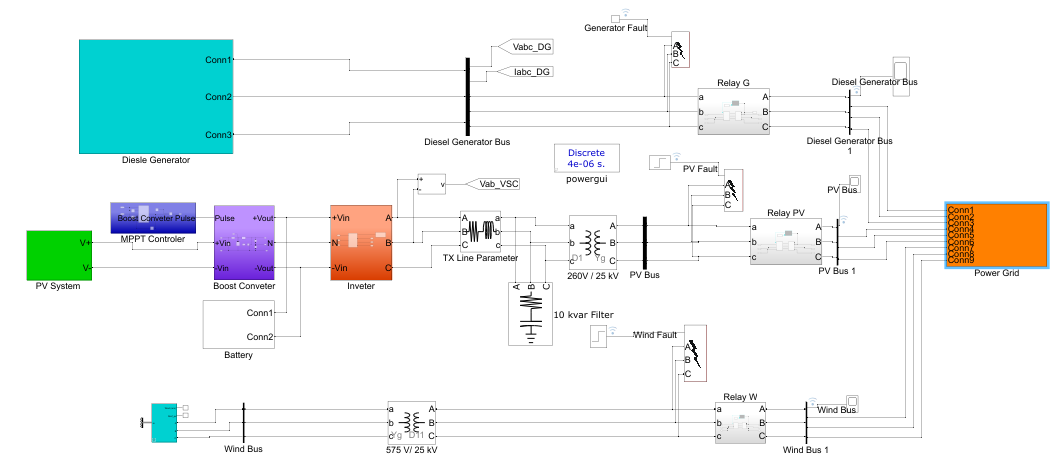 Generator Fault
Vabc_DG
A
B
C
Conn1
Iabc_DG
Relay G
Diesel Generator Bus
Conn2
a
A
b
B
Conn3
c
C
Diesel Generator Bus
Diesel Generator Bus
1
Diesle Generator
Discrete
4e-06 s.
powergui
PV Fault
A
B
C
+
-
v
Vab_VSC
PV Bus
Relay PV
Boost Conveter Pulse
MPPT Controler
Pulse
+Vout
+Vin
A
A
a
B
b
C
c
TX Line Parameter
a
A
b
B
c
C
D1
Yg
260V / 25 kV
PV Bus
a
A
b
B
c
C
PV Bus 1
Conn1
Conn2
Conn3
Conn4
Conn5
Conn6
Conn7
Conn8
Conn9
Power Grid
V+
+Vin
N
N
B
V-
-Vin
-Vout
-Vin
C
PV System
Boost Conveter
Inveter
A
B
C
10 kvar Filter
Conn1
Conn2
Battery
Wind Fault
A
B
C
Relay W
a
A
b
B
c
C
Yg
D11
575 V/ 25 kV
Wind Bus
a
A
b
B
c
C
Wind Bus
Wind Bus 1